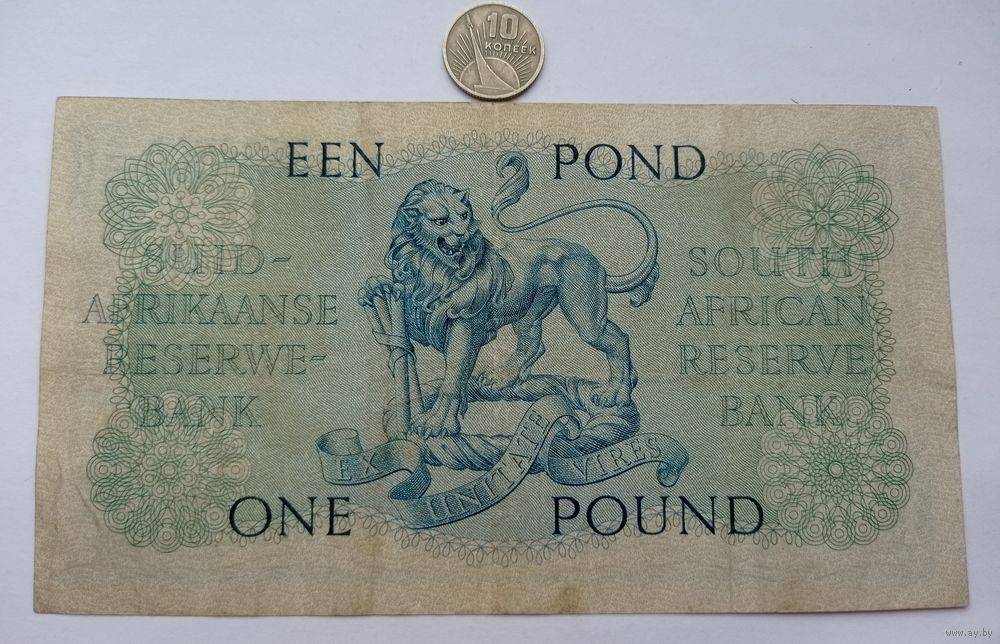 10
КОПЕЕК
EEN POND
SUID-
AFRIKAANSE
RESERWE-
BANK
SOUTH
AFRICAN
RESERVE
BANK
EX UNITATE VIRES
ONE POUND
www.ay.by